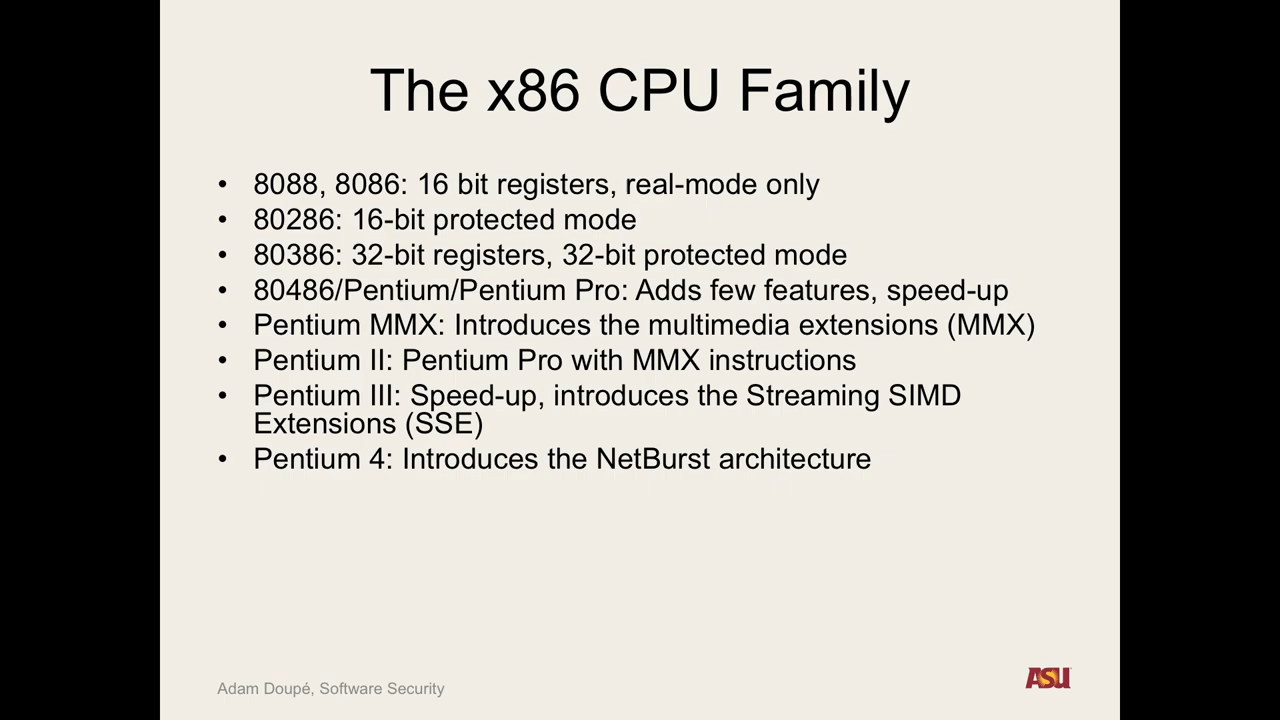 The x86 CPU Family
• 8088, 8086: 16 bit registers, real-mode only
• 80286: 16-bit protected mode
• 80386: 32-bit registers, 32-bit protected mode
• 80486/Pentium/Pentium Pro: Adds few features, speed-up
• Pentium MMX: Introduces the multimedia extensions (MMX)
• Pentium II: Pentium Pro with MMX instructions
• Pentium III: Speed-up, introduces the Streaming SIMD
Extensions (SSE)
• Pentium 4: Introduces the NetBurst architecture
Adam Doupé, Software Security
ASU